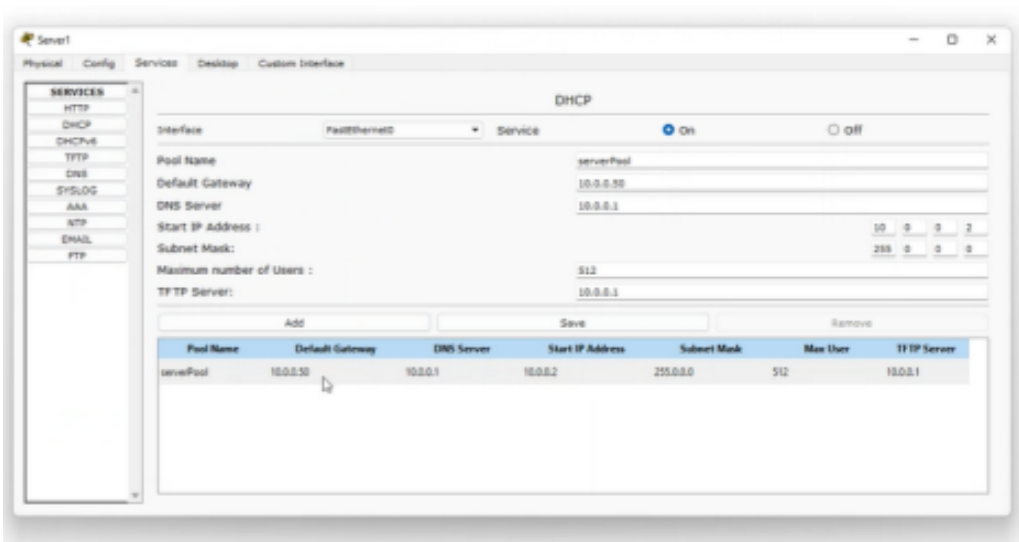 Server1
Physical Config Services Desktop Custom Interface
SERVICES
HTTP
DHCP
DHCPv6
TFTP
DNS
SYSLOG
AAA
NTP
EMAIL
FTP
DHCP
Interface FastEthernet0 Service On Off
Pool Name serverPool
Default Gateway 10.0.0.50
DNS Server 10.0.0.1
Start IP Address : 10 0 0 2
Subnet Mask: 255 0 0 0
Maximum number of Users : 512
TFTP Server: 10.0.0.1
Add Save Remove
Pool Name Default Gateway DNS Server Start IP Address Subnet Mask Max User TFTP Server
serverPool 10.0.0.50 10.0.0.1 10.0.0.2 255.0.0.0 512 10.0.0.1